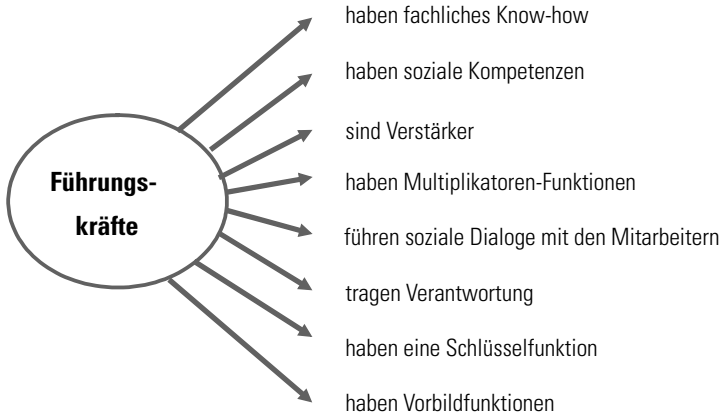 haben fachliches Know-how
haben soziale Kompetenzen
sind Verstärker
Führungs-
kräfte
haben Multiplikatoren-Funktionen
führen soziale Dialoge mit den Mitarbeitern
tragen Verantwortung
haben eine Schlüsselfunktion
haben Vorbildfunktionen